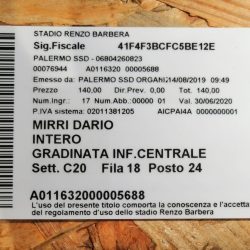 STADIO RENZO BARBERA
Sig.Fiscale 41F4F3BCFC5BE12E
PALERMO SSD - 06804260823
00076944 A0116320 00005688
Emesso da: PALERMO SSD ORGANI 14/08/2019 09:49
Prezzo Dir.Prev. Tot.
140,00 0,00 140,00
Num.Ingr: 17 Num Abb: 01 Val: 30/06/2020
P.IVA sistema: 02011381205 AICPAI4A 0000000001
MIRRI DARIO
INTERO
GRADINATA INF.CENTRALE
Sett. C20 Fila 18 Posto 24
A011632000005688
L'uso del presente titolo comporta la conoscenza e l'accetta
del regolamento d'uso dello stadio Renzo Barbera